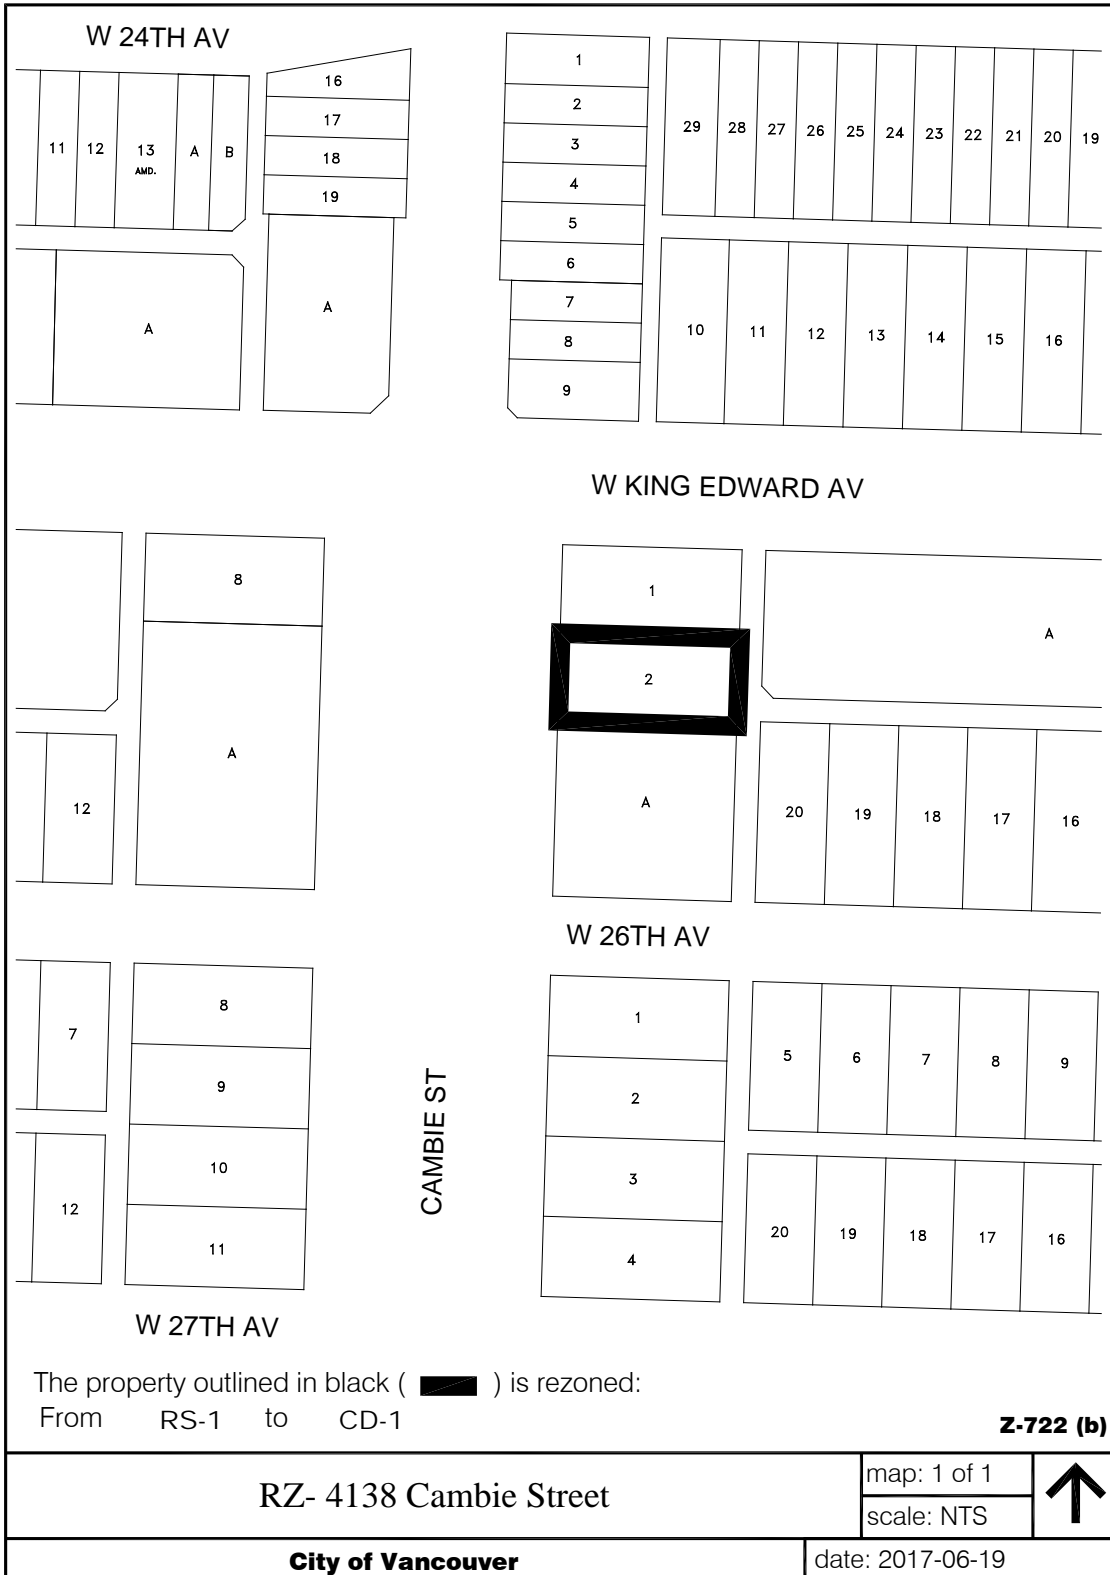 W 24TH AV
16
17
18
19
11 12 13 A B
AMD.
A
A
1
2
3
4
5
6
7
8
9
29 28 27 26 25 24 23 22 21 20 19
10 11 12 13 14 15 16
W KING EDWARD AV
8
A
12
1
2
A
A
20 19 18 17 16
W 26TH AV
7
12
8
9
10
11
CAMBIE ST
1
2
3
4
5 6 7 8 9
20 19 18 17 16
W 27TH AV
The property outlined in black ( ) is rezoned:
From RS-1 to CD-1
Z-722 (b)
RZ- 4138 Cambie Street
map: 1 of 1
scale: NTS
City of Vancouver
date: 2017-06-19